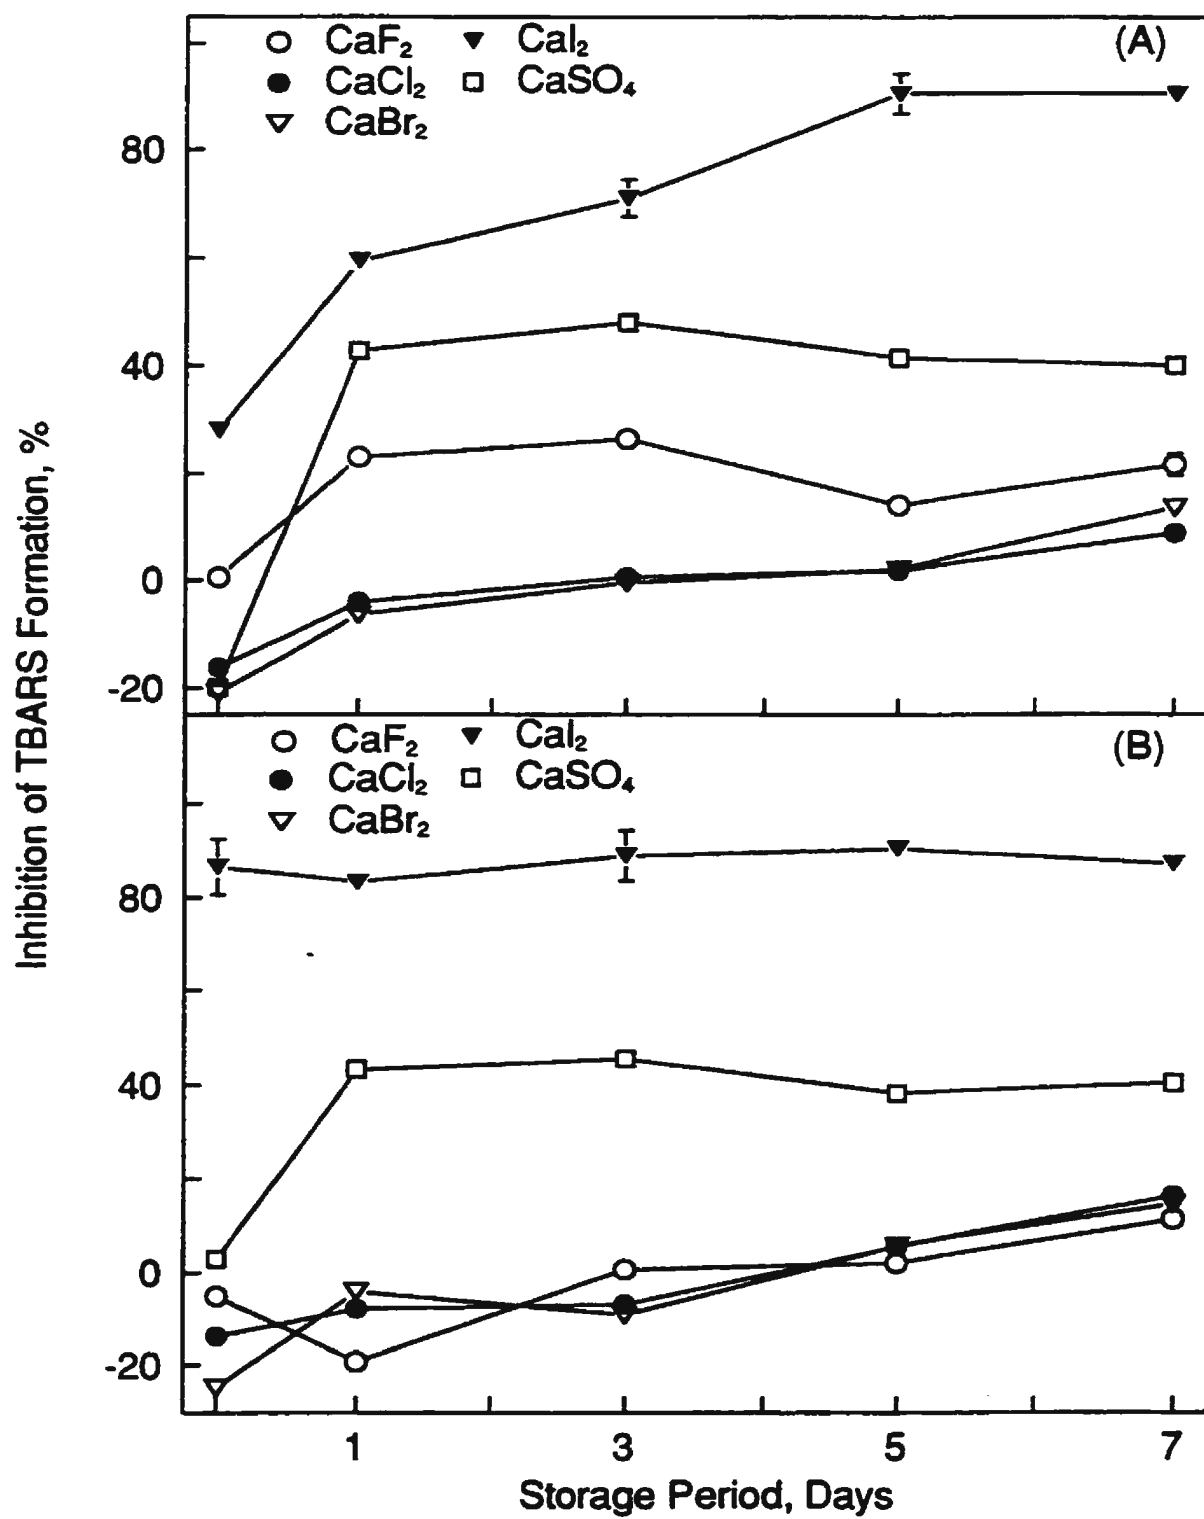 CaF₂ CaI₂ (A)
CaCl₂ CaSO₄
CaBr₂
80
40
0
-20
Inhibition of TBARS Formation, %
CaF₂ CaI₂ (B)
CaCl₂ CaSO₄
CaBr₂
80
40
0
-20
1 3 5 7
Storage Period, Days